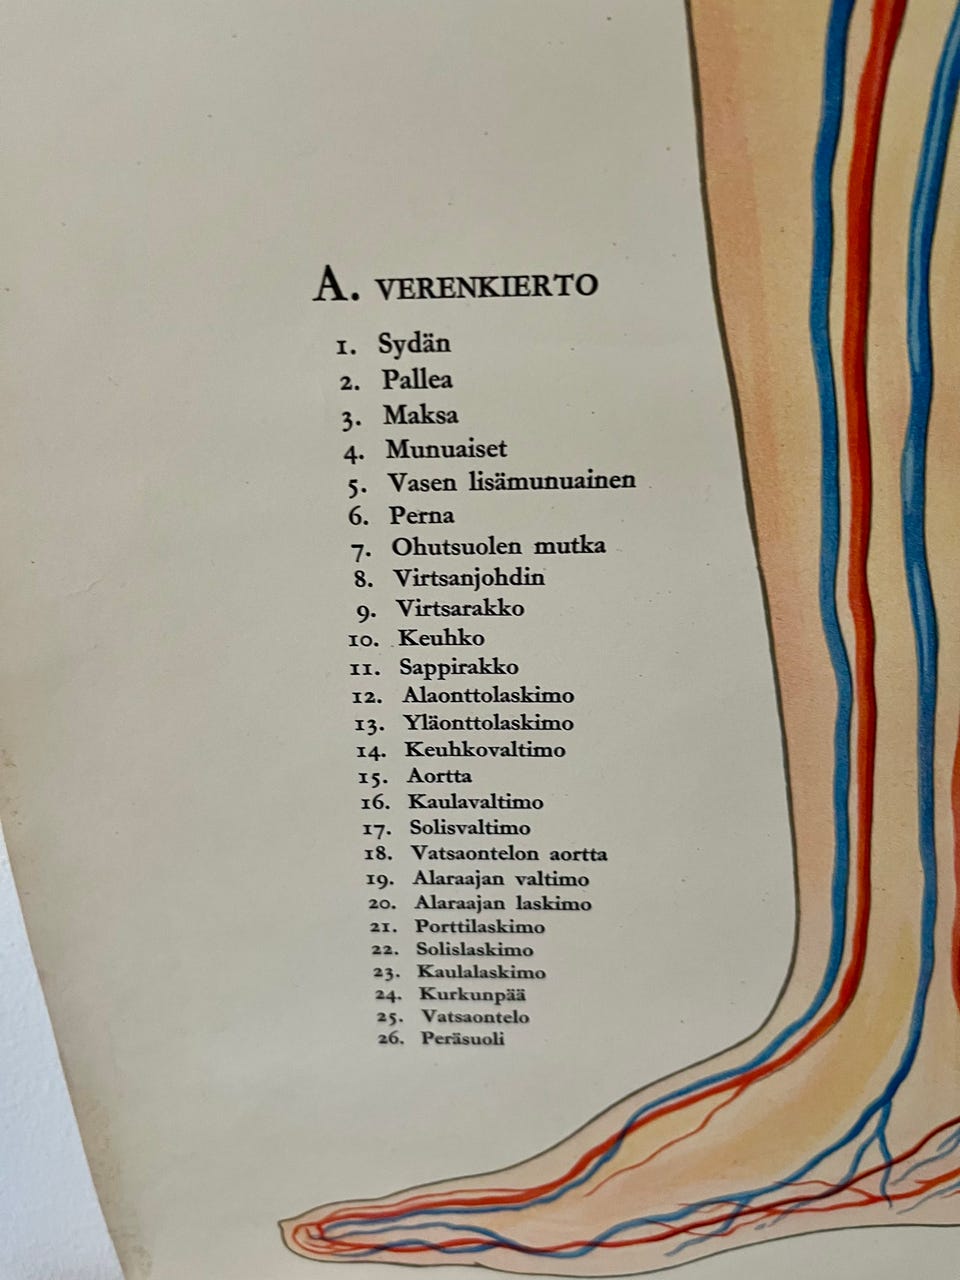 A. VERENKIERTO
1. Sydän
2. Pallea
3. Maksa
4. Munuaiset
5. Vasen lisämunuainen
6. Perna
7. Ohutsuolen mutka
8. Virtsanjohdin
9. Virtsarakko
10. Keuhko
11. Sappirakko
12. Alaonttolaskimo
13. Yläonttolaskimo
14. Keuhkovaltimo
15. Aortta
16. Kaulavaltimo
17. Solisvaltimo
18. Vatsaontelon aortta
19. Alaraajan valtimo
20. Alaraajan laskimo
21. Porttilaskimo
22. Solislaskimo
23. Kaulalaskimo
24. Kurkunpää
25. Vatsaontelo
26. Peräsuoli